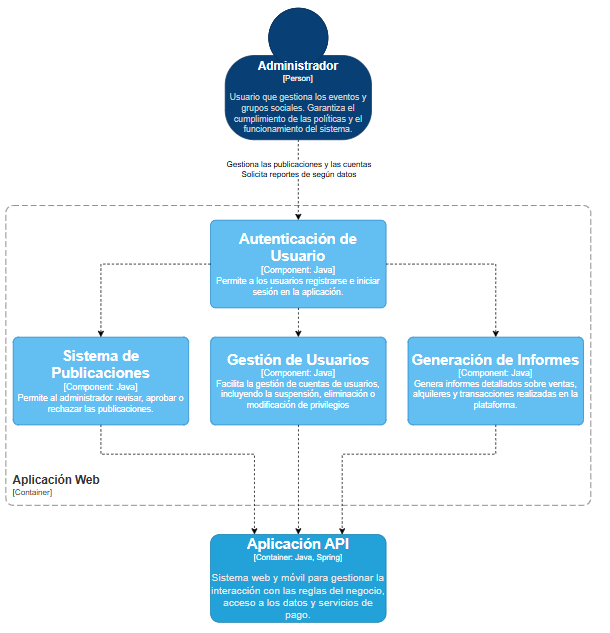 Administrador
[Person]
Usuario que gestiona los eventos y
grupos sociales. Garantiza el
cumplimiento de las políticas y el
funcionamiento del sistema.
Gestiona las publicaciones y las cuentas
Solicita reportes de según datos
Autenticación de
Usuario
[Component: Java]
Permite a los usuarios registrarse e iniciar
sesión en la aplicación.
Sistema de
Publicaciones
[Component: Java]
Permite al administrador revisar, aprobar o
rechazar las publicaciones.
Gestión de Usuarios
[Component: Java]
Facilita la gestión de cuentas de usuarios,
incluyendo la suspensión, eliminación o
modificación de privilegios
Generación de Informes
[Component: Java]
Genera informes detallados sobre ventas,
alquileres y transacciones realizadas en la
plataforma.
Aplicación Web
[Container]
Aplicación API
[Container: Java, Spring]
Sistema web y móvil para gestionar la
interacción con las reglas del negocio,
acceso a los datos y servicios de
pago.